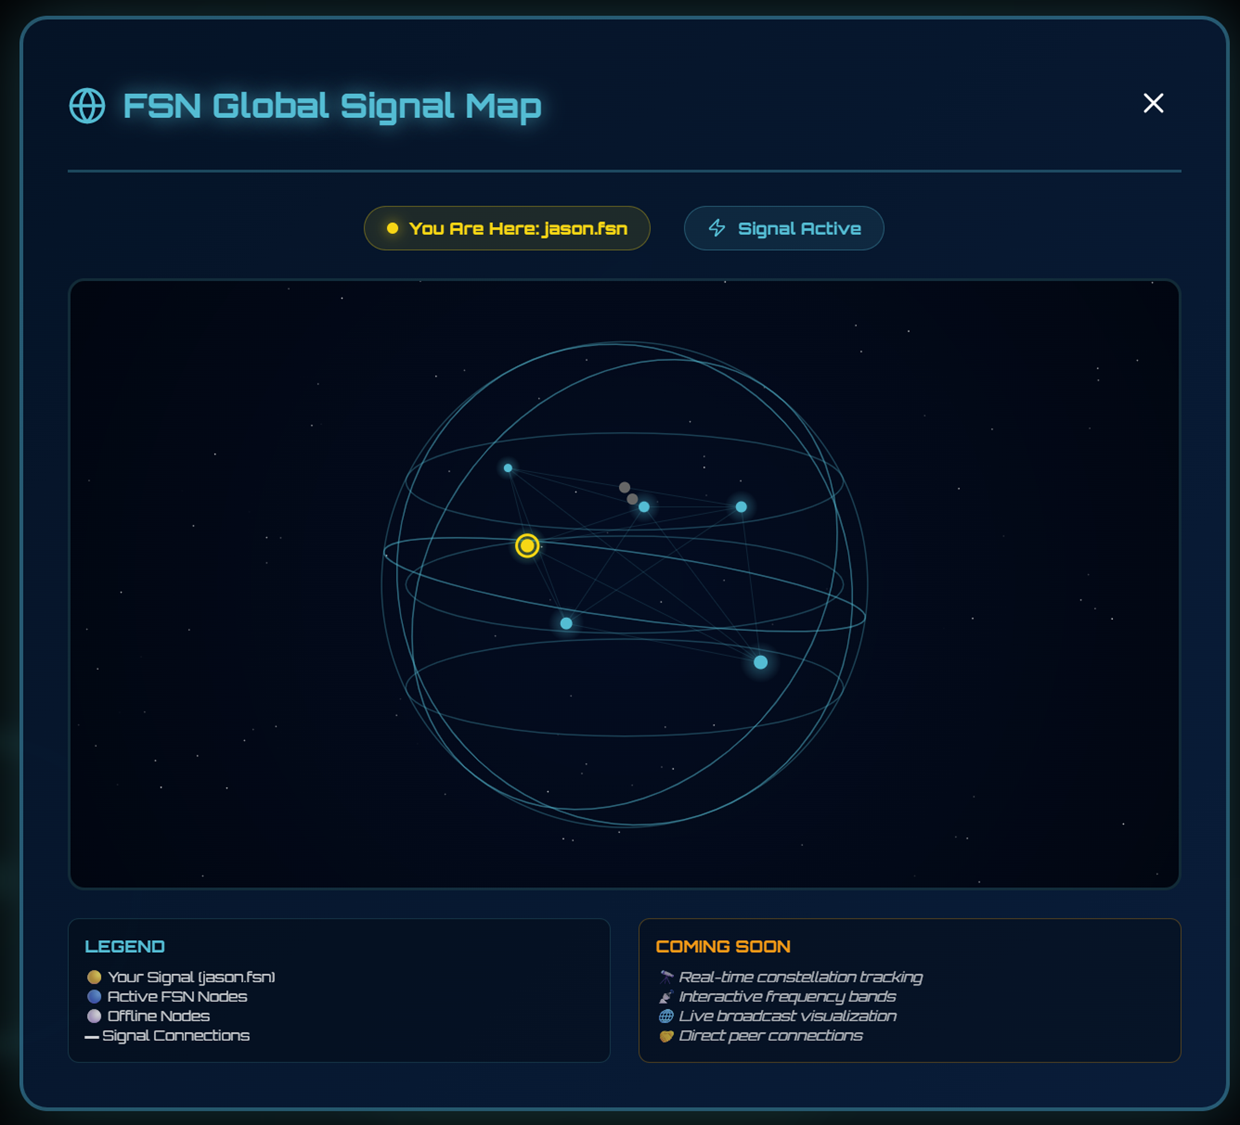 FSN Global Signal Map
You Are Here: jason.fsn
Signal Active
LEGEND
Your Signal (jason.fsn)
Active FSN Nodes
Offline Nodes
Signal Connections
COMING SOON
Real-time constellation tracking
Interactive frequency bands
Live broadcast visualization
Direct peer connections